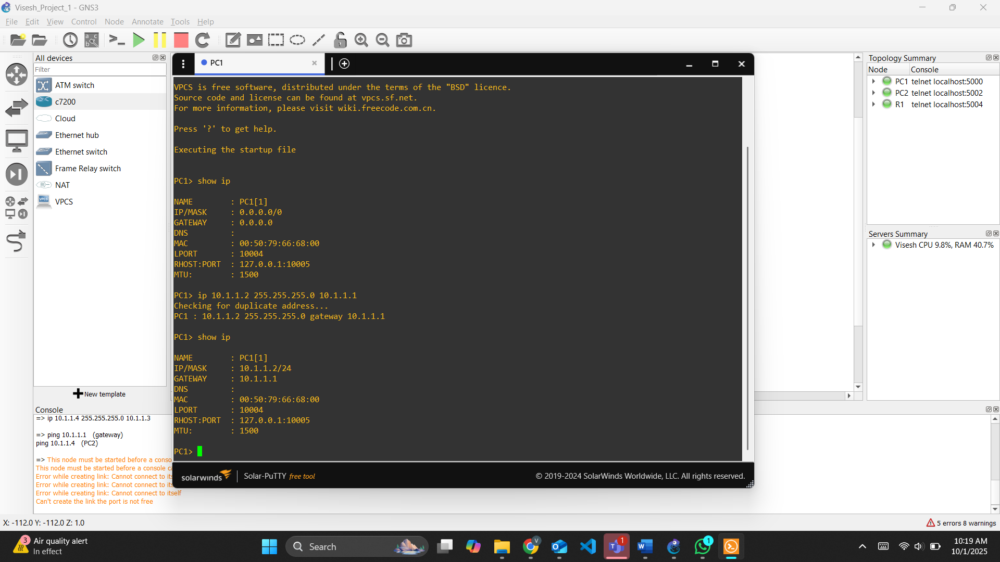 Visesh_Project_1 - GNS3
File Edit View Control Node Annotate Tools Help
All devices
Filter
ATM switch
c7200
Cloud
Ethernet hub
Ethernet switch
Frame Relay switch
NAT
VPCS
New template
PC1
VPCS is free software, distributed under the terms of the "BSD" licence.
Source code and license can be found at vpcs.sf.net.
For more information, please visit wiki.freecode.com.cn.
Press '?' to get help.
Executing the startup file
PC1> show ip
NAME : PC1[1]
IP/MASK : 0.0.0.0/0
GATEWAY : 0.0.0.0
DNS :
MAC : 00:50:79:66:68:00
LPORT : 10004
RHOST:PORT : 127.0.0.1:10005
MTU: : 1500
PC1> ip 10.1.1.2 255.255.255.0 10.1.1.1
Checking for duplicate address...
PC1 : 10.1.1.2 255.255.255.0 gateway 10.1.1.1
PC1> show ip
NAME : PC1[1]
IP/MASK : 10.1.1.2/24
GATEWAY : 10.1.1.1
DNS :
MAC : 00:50:79:66:68:00
LPORT : 10004
RHOST:PORT : 127.0.0.1:10005
MTU: : 1500
PC1>
solarwinds Solar-PuTTY free tool
© 2019-2024 SolarWinds Worldwide, LLC. All rights reserved.
Topology Summary
Node Console
PC1 telnet localhost:5000
PC2 telnet localhost:5002
R1 telnet localhost:5004
Servers Summary
Visesh CPU 9.8%, RAM 40.7%
Console
=> ip 10.1.1.4 255.255.255.0 10.1.1.3
=> ping 10.1.1.1 (gateway)
ping 10.1.1.4 (PC2)
=> This node must be started before a conso
This node must be started before a console ca
Error while creating link: Cannot connect to its
Error while creating link: Cannot connect to its
Error while creating link: Cannot connect to itself
Can't create the link the port is not free
X: -112.0 Y: -112.0 Z: 1.0
5 errors 8 warnings
3
Air quality alert
In effect
Search
V
1
1
10:19 AM
10/1/2025